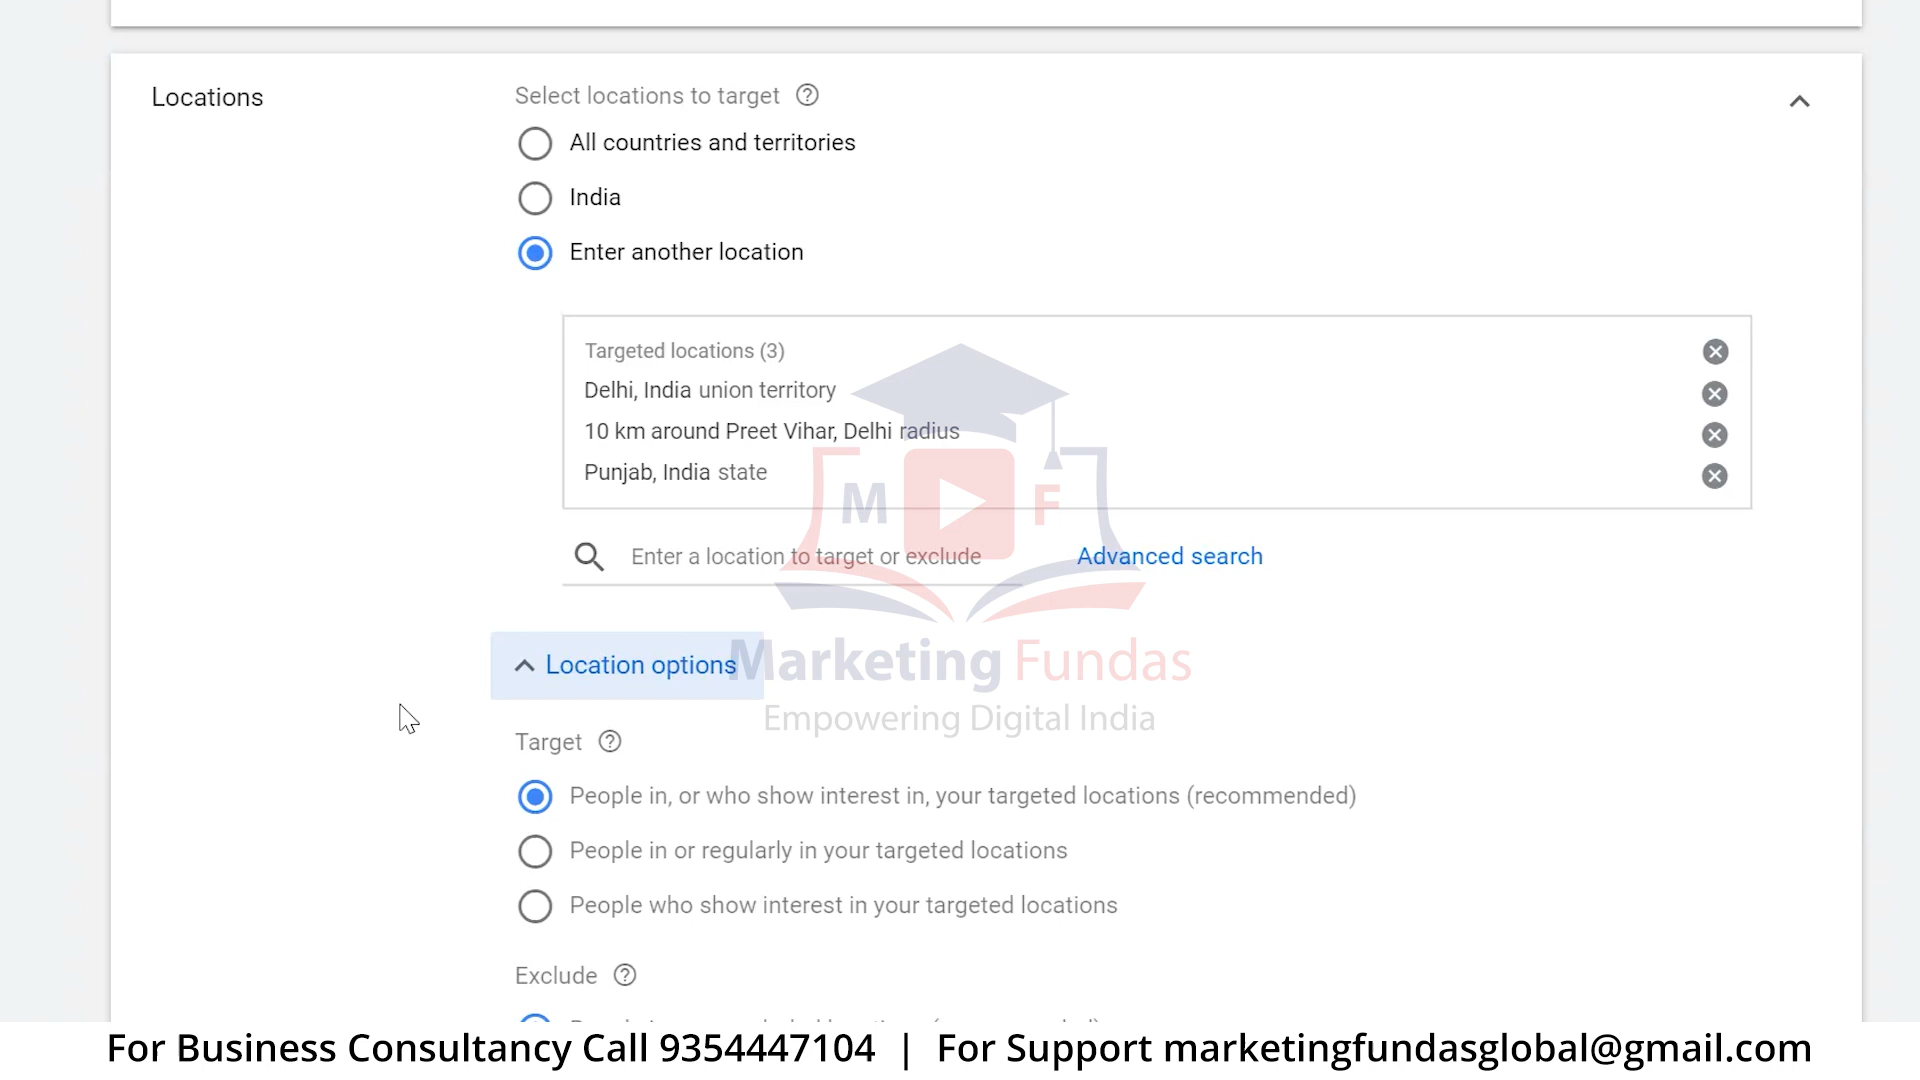 Locations
Select locations to target
All countries and territories
India
Enter another location
Targeted locations (3)
Delhi, India union territory
10 km around Preet Vihar, Delhi radius
Punjab, India state
M F
Enter a location to target or exclude
Advanced search
Location options
Marketing Fundas
Empowering Digital India
Target
People in, or who show interest in, your targeted locations (recommended)
People in or regularly in your targeted locations
People who show interest in your targeted locations
Exclude
For Business Consultancy Call 9354447104 | For Support marketingfundasglobal@gmail.com